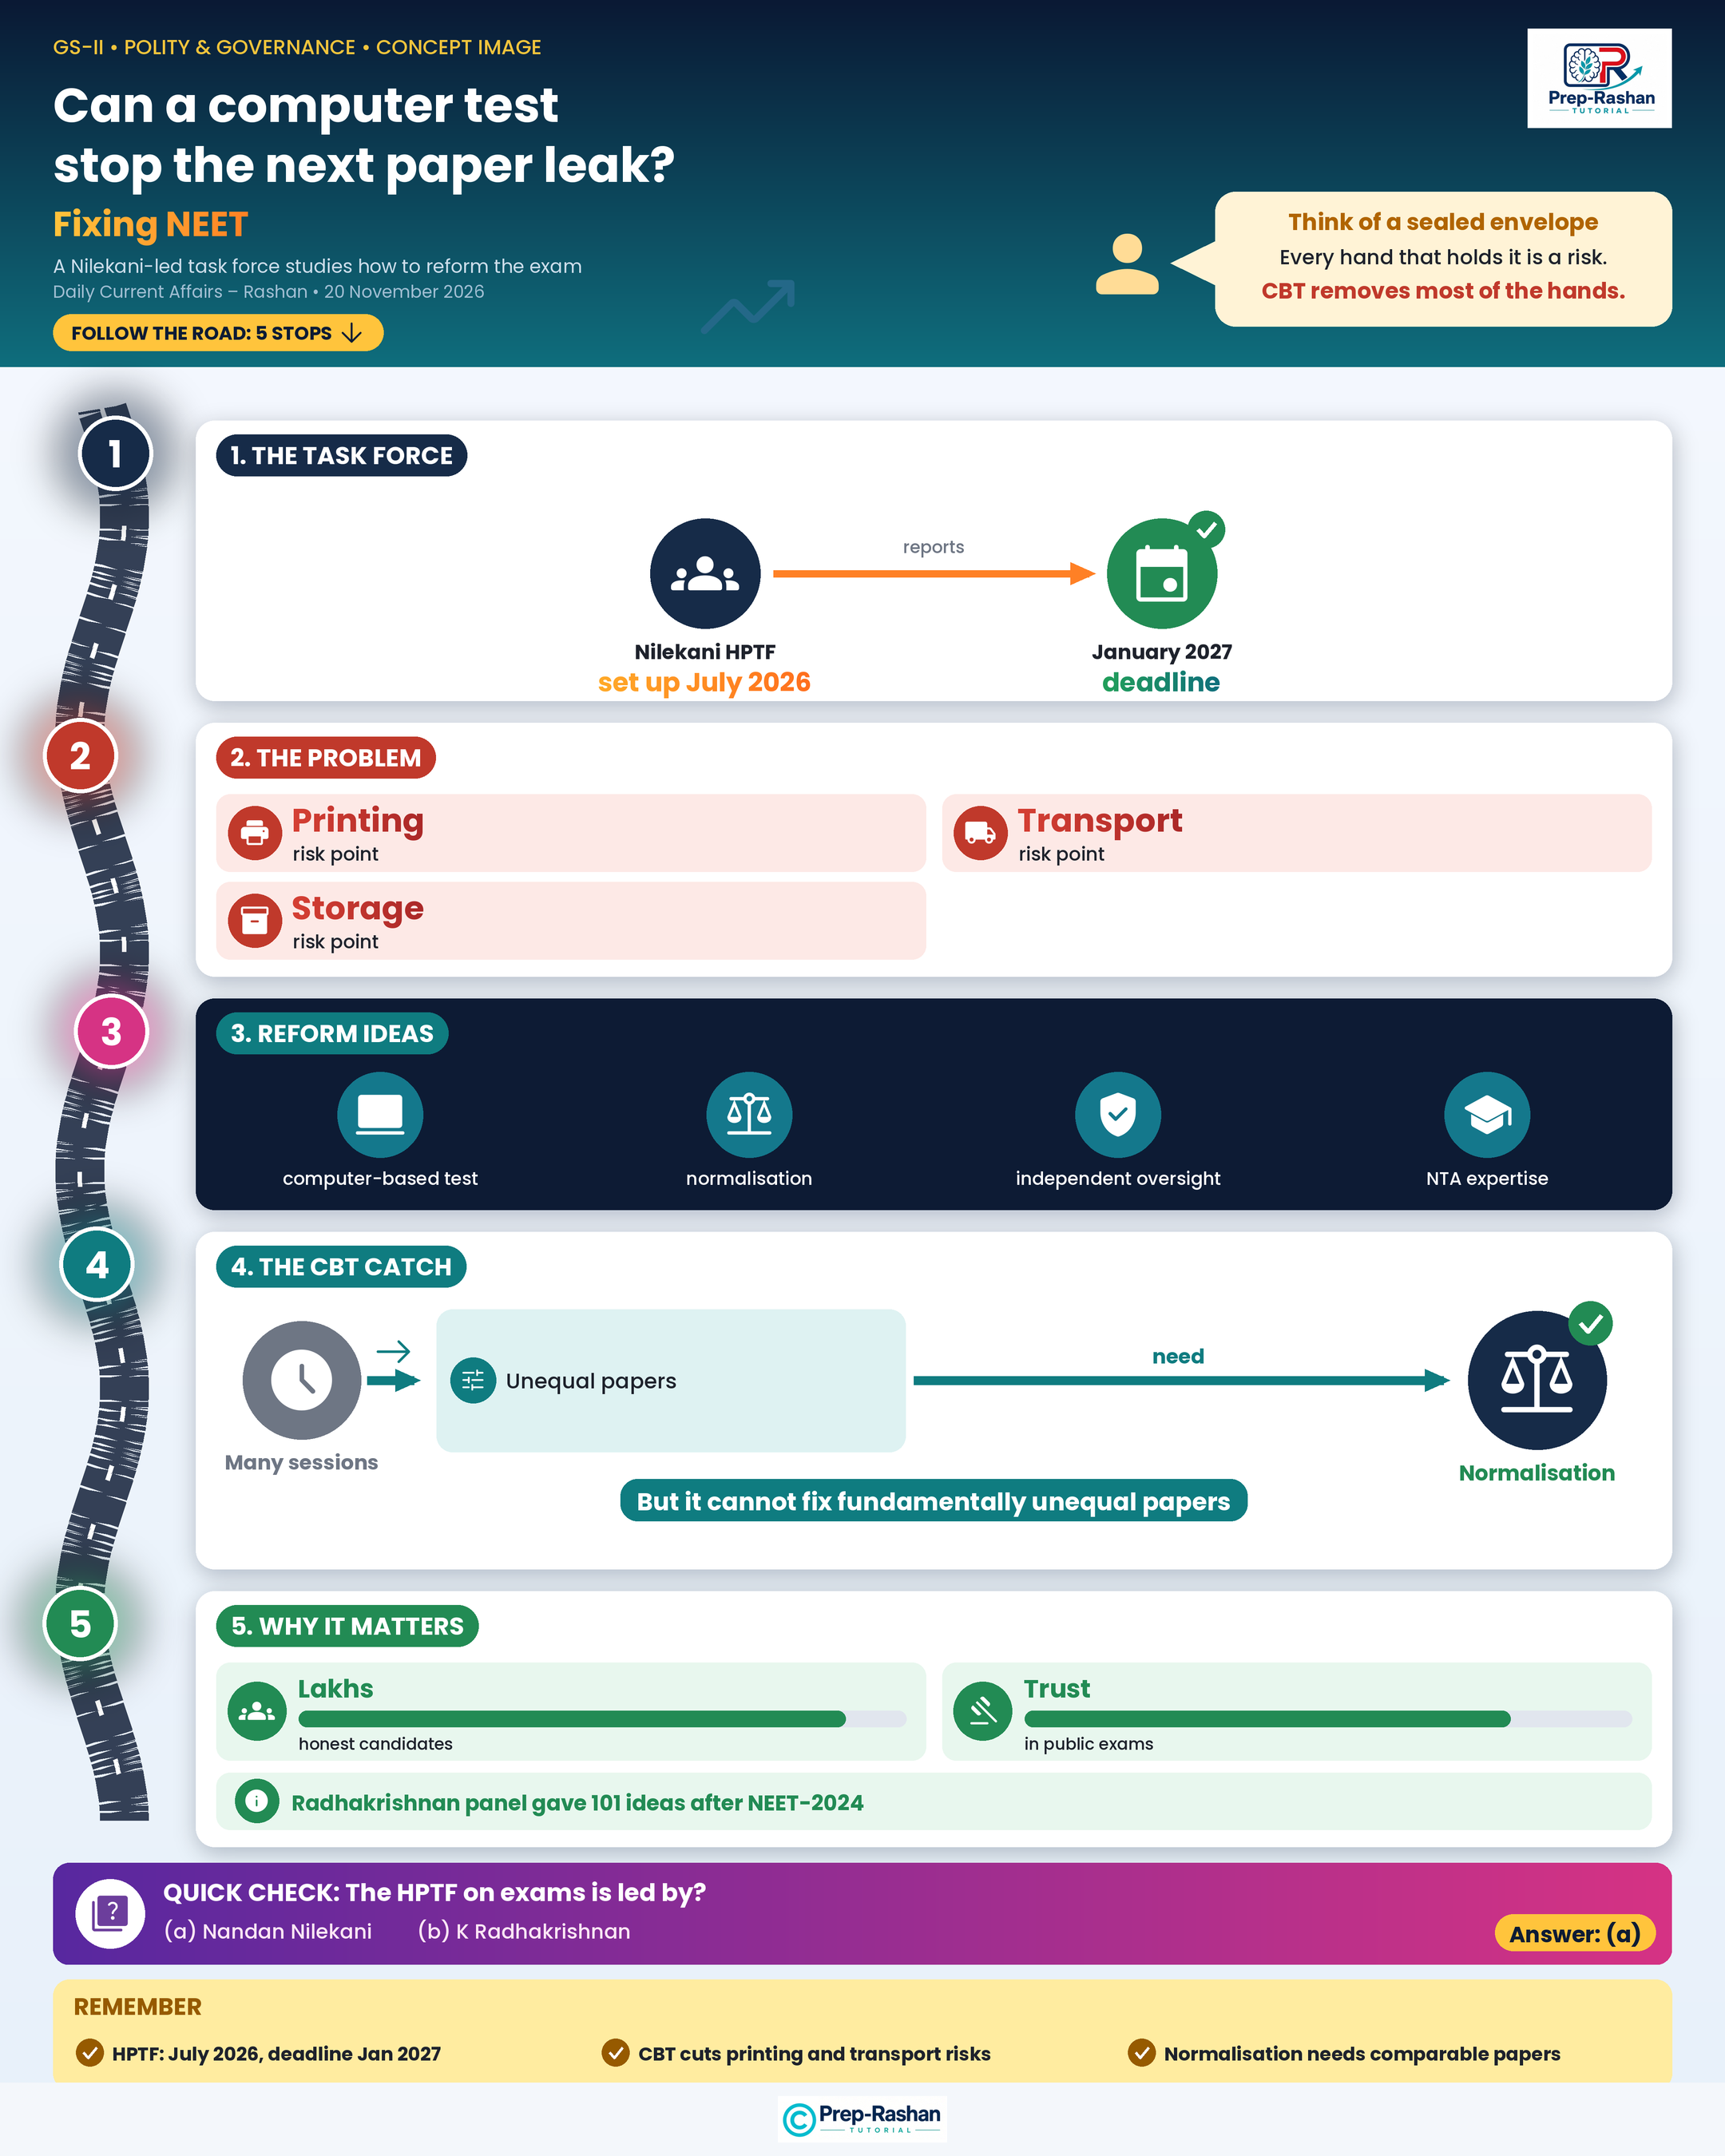 GS-II • POLITY & GOVERNANCE • CONCEPT IMAGE
Can a computer test
stop the next paper leak?
Fixing NEET
A Nilekani-led task force studies how to reform the exam
Daily Current Affairs – Rashan • 20 November 2026
FOLLOW THE ROAD: 5 STOPS
PR
Prep-Rashan
TUTORIAL
Think of a sealed envelope
Every hand that holds it is a risk.
CBT removes most of the hands.
1
1. THE TASK FORCE
reports
Nilekani HPTF
set up July 2026
January 2027
deadline
2
2. THE PROBLEM
Printing
risk point
Transport
risk point
Storage
risk point
3
3. REFORM IDEAS
computer-based test
normalisation
independent oversight
NTA expertise
4
4. THE CBT CATCH
Many sessions
Unequal papers
need
Normalisation
But it cannot fix fundamentally unequal papers
5
5. WHY IT MATTERS
Lakhs
honest candidates
Trust
in public exams
Radhakrishnan panel gave 101 ideas after NEET-2024
QUICK CHECK: The HPTF on exams is led by?
(a) Nandan Nilekani (b) K Radhakrishnan
Answer: (a)
REMEMBER
HPTF: July 2026, deadline Jan 2027
CBT cuts printing and transport risks
Normalisation needs comparable papers
© Prep-Rashan
TUTORIAL